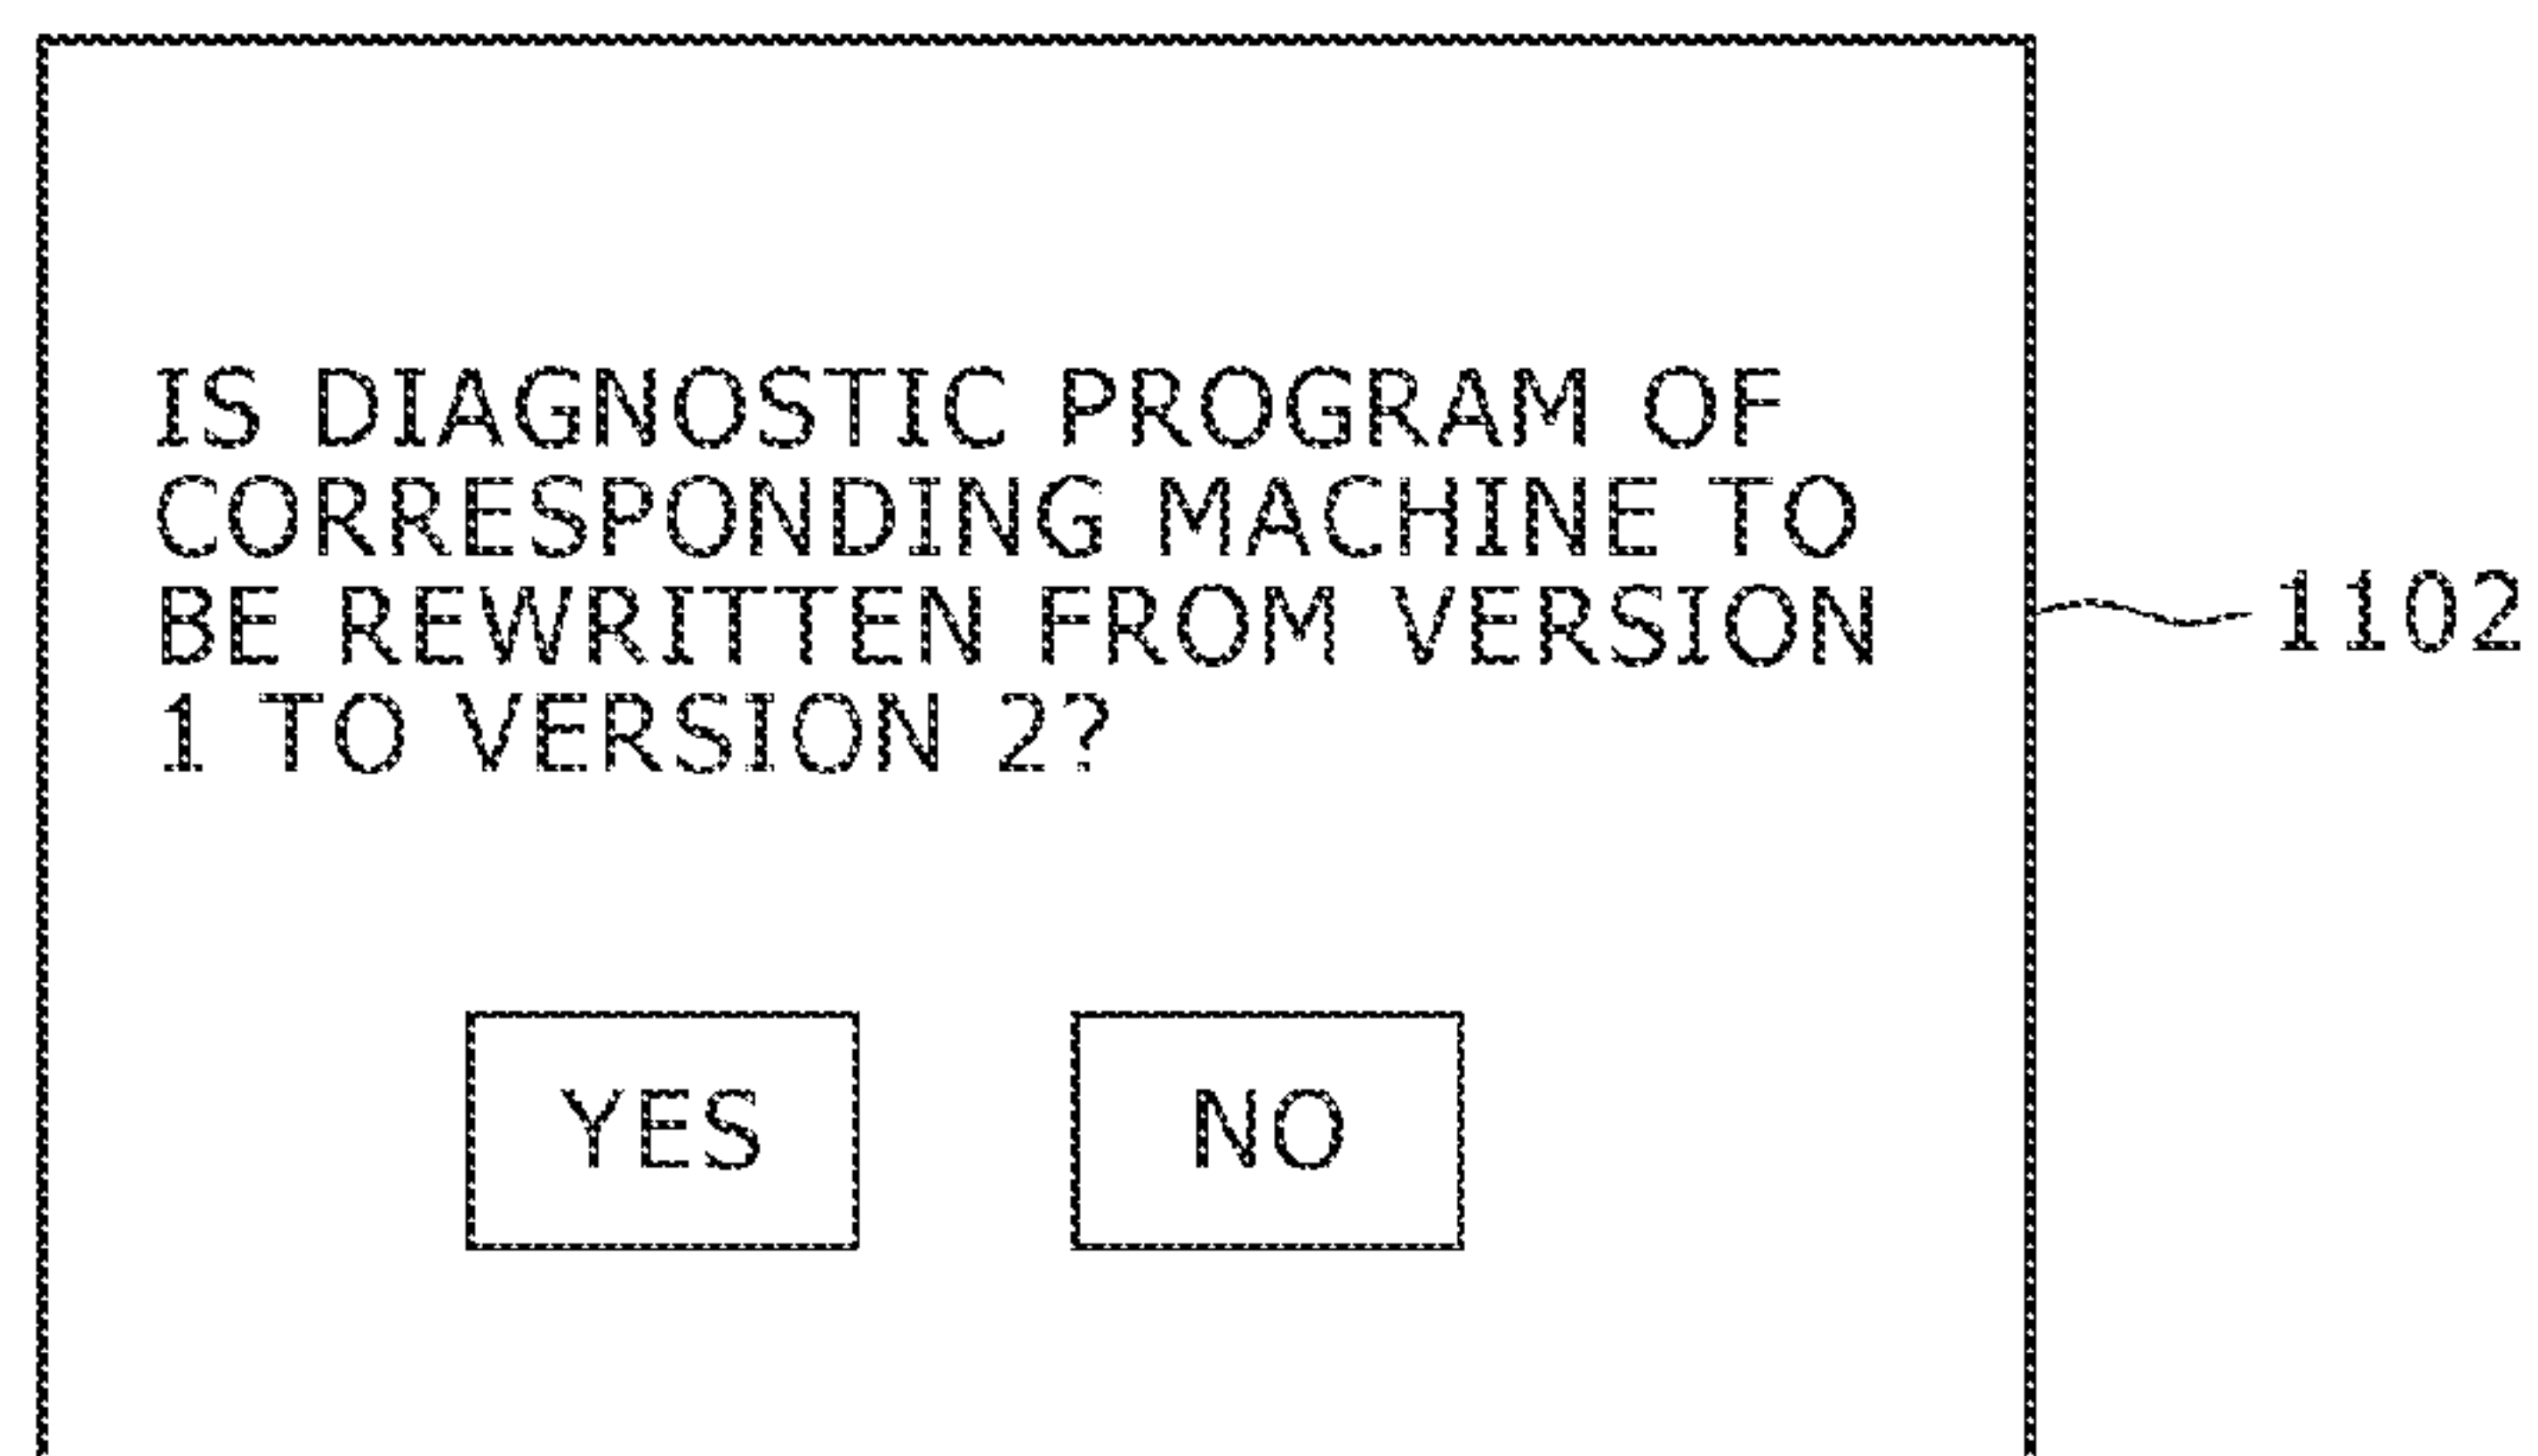 IS DIAGNOSTIC PROGRAM OF
CORRESPONDING MACHINE TO
BE REWRITTEN FROM VERSION
1 TO VERSION 2?
1102
YES NO